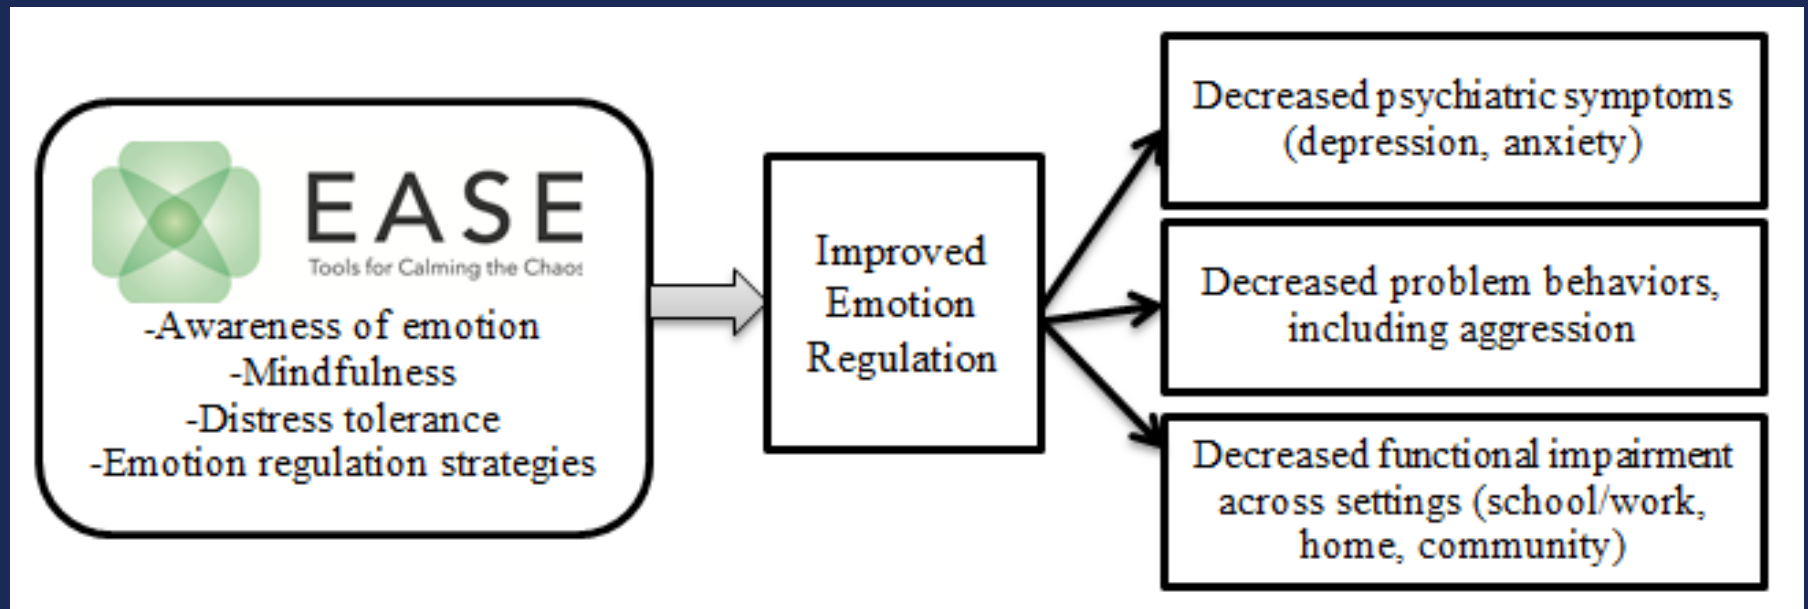 EASE
Tools for Calming the Chaos
-Awareness of emotion
-Mindfulness
-Distress tolerance
-Emotion regulation strategies
Improved
Emotion
Regulation
Decreased psychiatric symptoms
(depression, anxiety)
Decreased problem behaviors,
including aggression
Decreased functional impairment
across settings (school/work,
home, community)